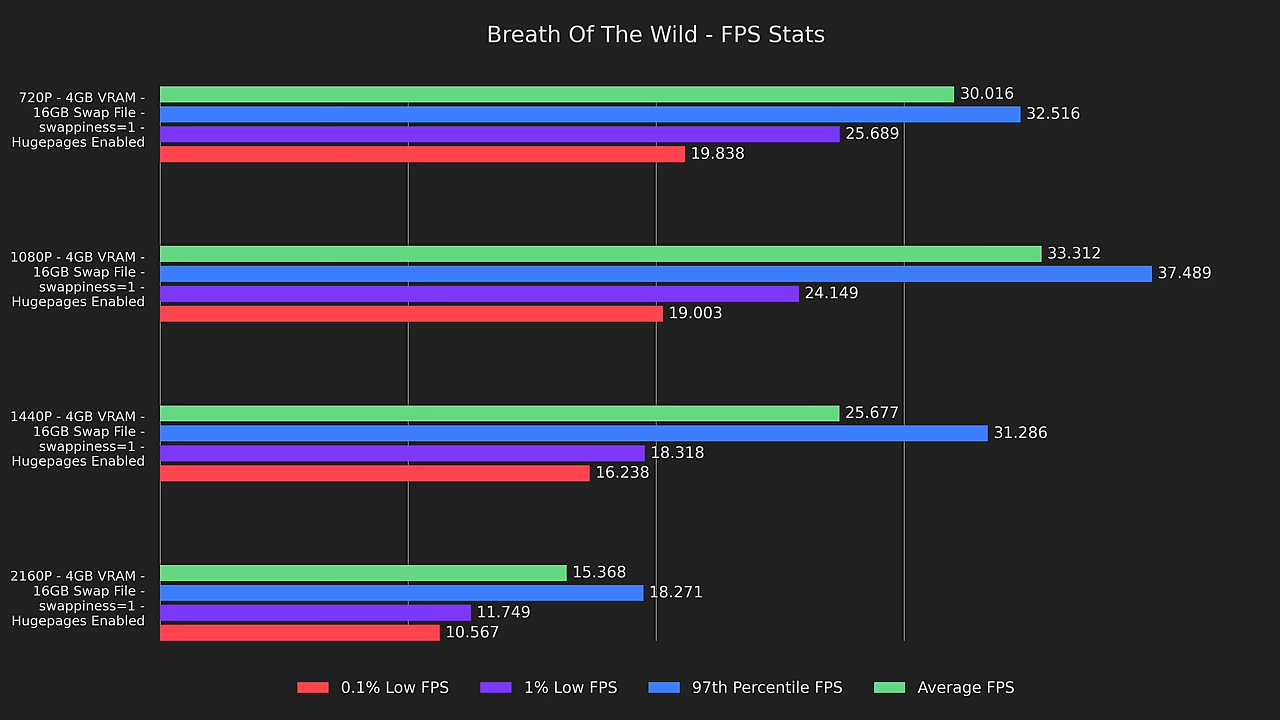 Breath Of The Wild - FPS Stats
720P - 4GB VRAM -
16GB Swap File -
swappiness=1 -
Hugepages Enabled
30.016
32.516
25.689
19.838
1080P - 4GB VRAM -
16GB Swap File -
swappiness=1 -
Hugepages Enabled
33.312
37.489
24.149
19.003
1440P - 4GB VRAM -
16GB Swap File -
swappiness=1 -
Hugepages Enabled
25.677
31.286
18.318
16.238
2160P - 4GB VRAM -
16GB Swap File -
swappiness=1 -
Hugepages Enabled
15.368
18.271
11.749
10.567
0.1% Low FPS
1% Low FPS
97th Percentile FPS
Average FPS